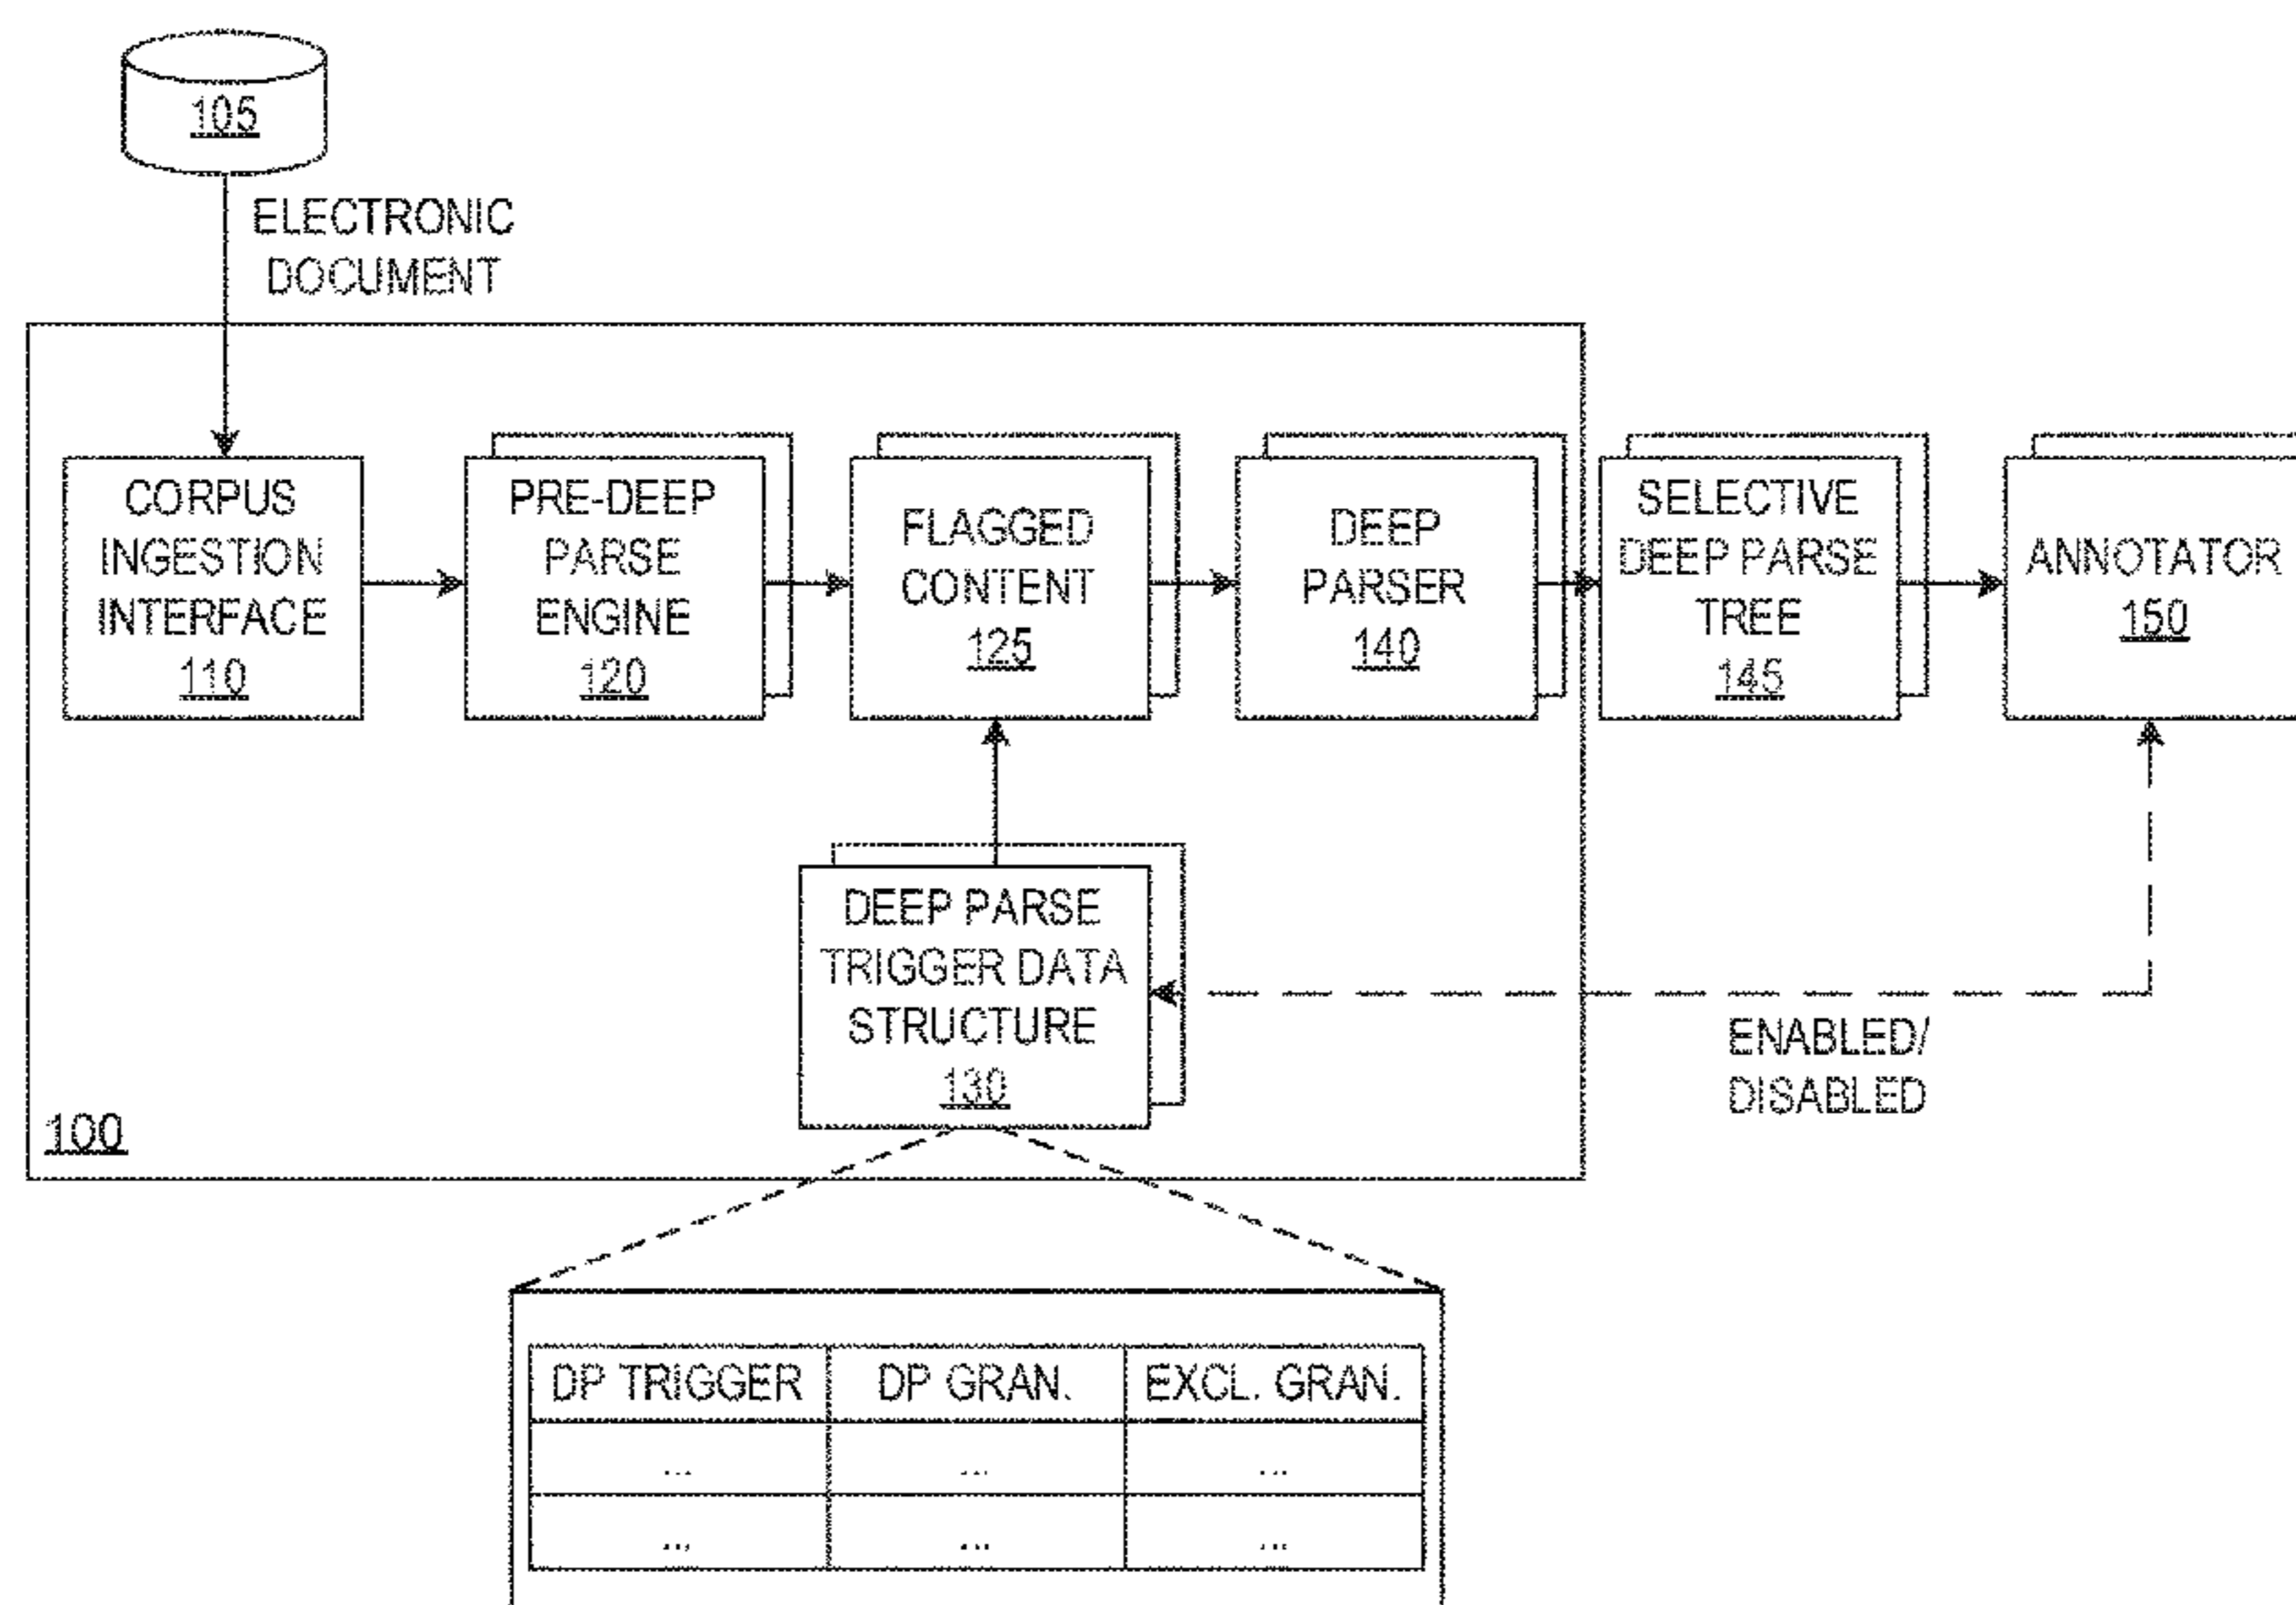 105
ELECTRONIC
DOCUMENT
CORPUS
INGESTION
INTERFACE
110
PRE-DEEP
PARSE
ENGINE
120
FLAGGED
CONTENT
125
DEEP
PARSER
140
SELECTIVE
DEEP PARSE
TREE
145
ANNOTATOR
150
DEEP PARSE
TRIGGER DATA
STRUCTURE
130
ENABLED/
DISABLED
100
DP TRIGGER DP GRAN. EXCL. GRAN.
... ... ...
... ... ...